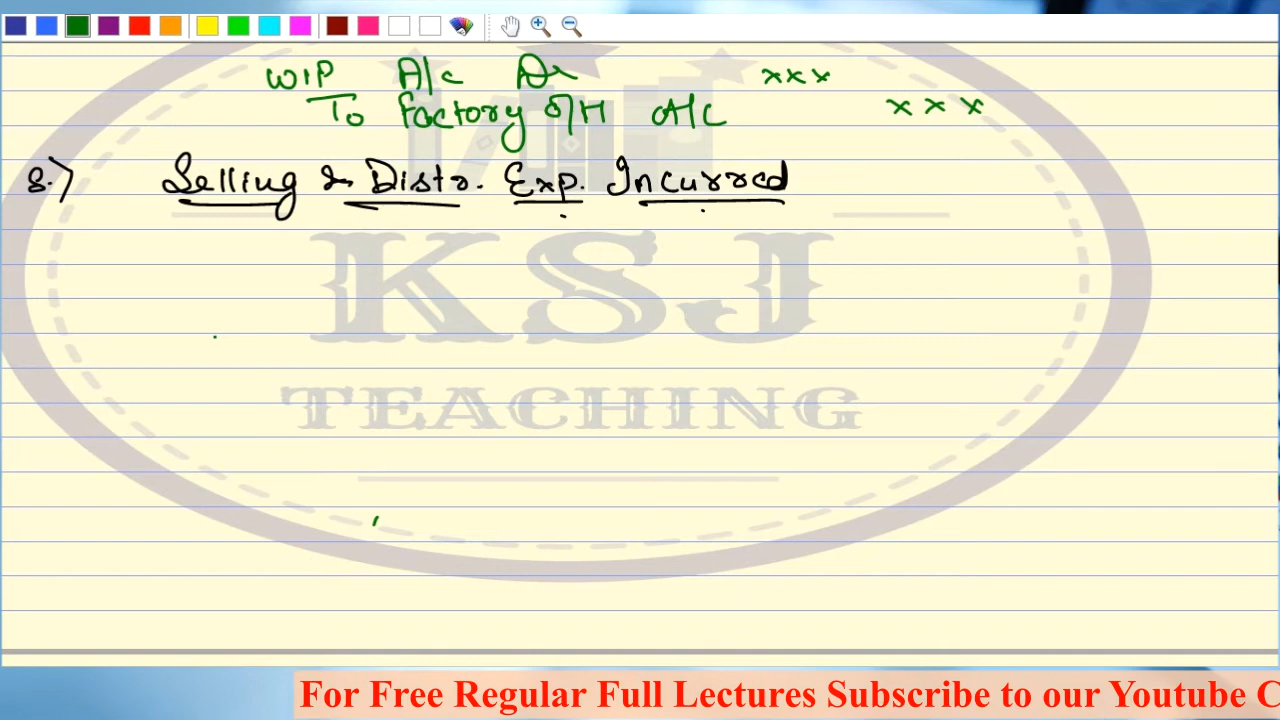 WIP A/c Dr xxx
To Factory O/H A/c xxx
8.) Selling & Distr. Exp. Incurred
KSJ
TEACHING
For Free Regular Full Lectures Subscribe to our Youtube C